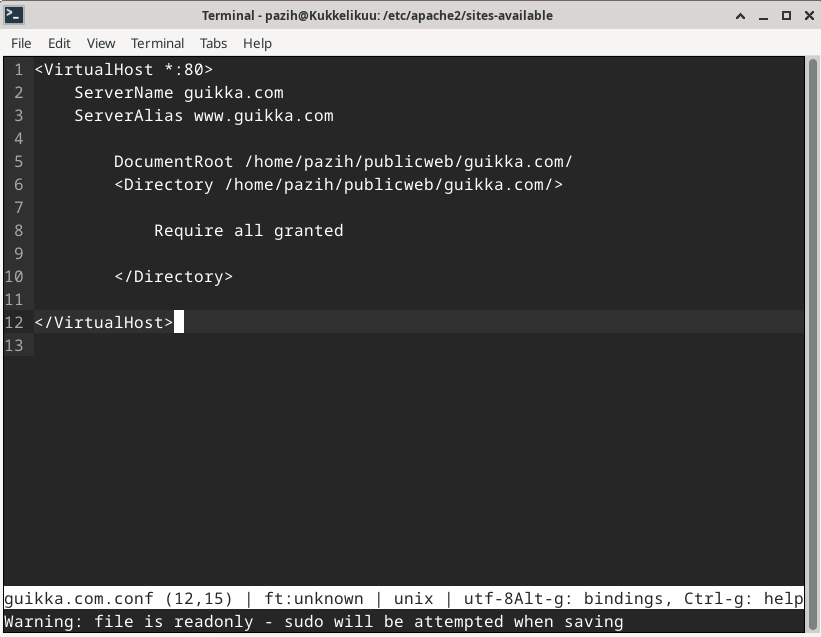 Terminal - pazih@Kukkelikuu: /etc/apache2/sites-available
File Edit View Terminal Tabs Help
1 <VirtualHost *:80>
2     ServerName guikka.com
3     ServerAlias www.guikka.com
4
5         DocumentRoot /home/pazih/publicweb/guikka.com/
6         <Directory /home/pazih/publicweb/guikka.com/>
7
8             Require all granted
9
10         </Directory>
11
12 </VirtualHost>
13
guikka.com.conf (12,15) | ft:unknown | unix | utf-8Alt-g: bindings, Ctrl-g: help
Warning: file is readonly - sudo will be attempted when saving